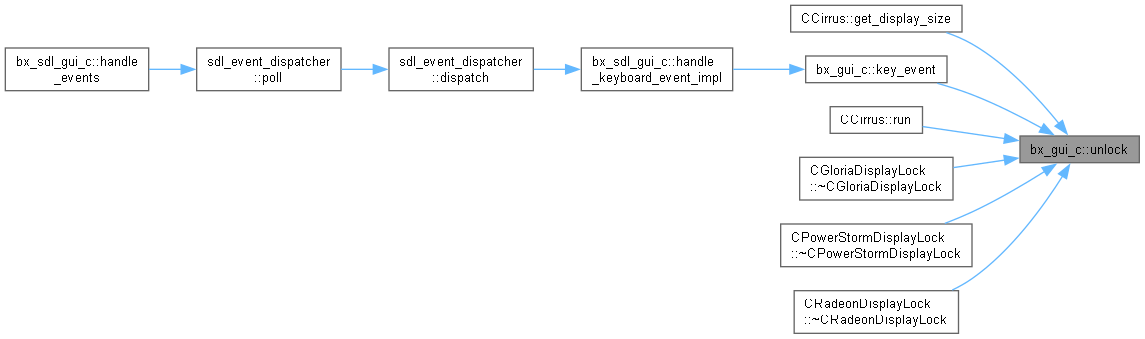 CCirrus::get_display_size
bx_sdl_gui_c::handle
_events
sdl_event_dispatcher
::poll
sdl_event_dispatcher
::dispatch
bx_sdl_gui_c::handle
_keyboard_event_impl
bx_gui_c::key_event
CCirrus::run
bx_gui_c::unlock
CGloriaDisplayLock
::~CGloriaDisplayLock
CPowerStormDisplayLock
::~CPowerStormDisplayLock
CRadeonDisplayLock
::~CRadeonDisplayLock